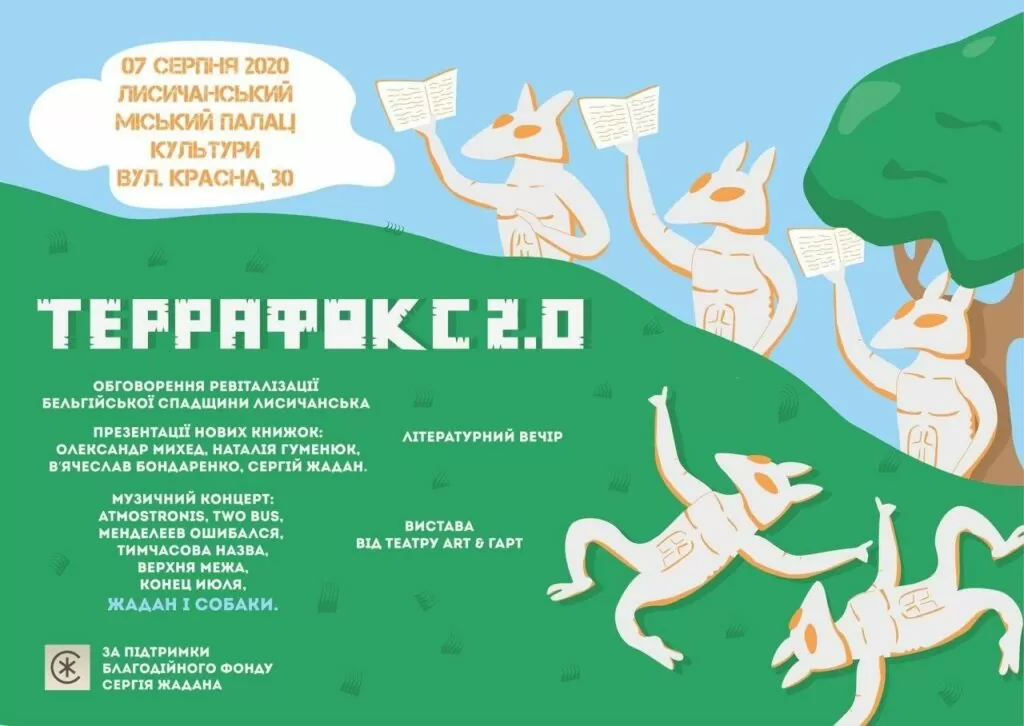 07 СЕРПНЯ 2020
ЛИСИЧАНСЬКИЙ
МІСЬКИЙ ПАЛАЦ
КУЛЬТУРИ
ВУЛ. КРАСНА, 30
ТЕРРАФОКС 2.0
ОБГОВОРЕННЯ РЕВІТАЛІЗАЦІЇ
БЕЛЬГІЙСЬКОЇ СПАДЩИНИ ЛИСИЧАНСЬКА
ПРЕЗЕНТАЦІЇ НОВИХ КНИЖОК:
ОЛЕКСАНДР МИХЕД, НАТАЛІЯ ГУМЕНЮК,
В'ЯЧЕСЛАВ БОНДАРЕНКО, СЕРГІЙ ЖАДАН.
ЛІТЕРАТУРНИЙ ВЕЧІР
МУЗИЧНИЙ КОНЦЕРТ:
ATMOSTRONIS, TWO BUS,
МЕНДЕЛЕЕВ ОШИБАЛСЯ,
ТИМЧАСОВА НАЗВА,
ВЕРХНЯ МЕЖА,
КОНЕЦ ИЮЛЯ,
ЖАДАН І СОБАКИ.
ВИСТАВА
ВІД ТЕАТРУ ART & ГАРТ
ЗА ПІДТРИМКИ
БЛАГОДІЙНОГО ФОНДУ
СЕРГІЯ ЖАДАНА